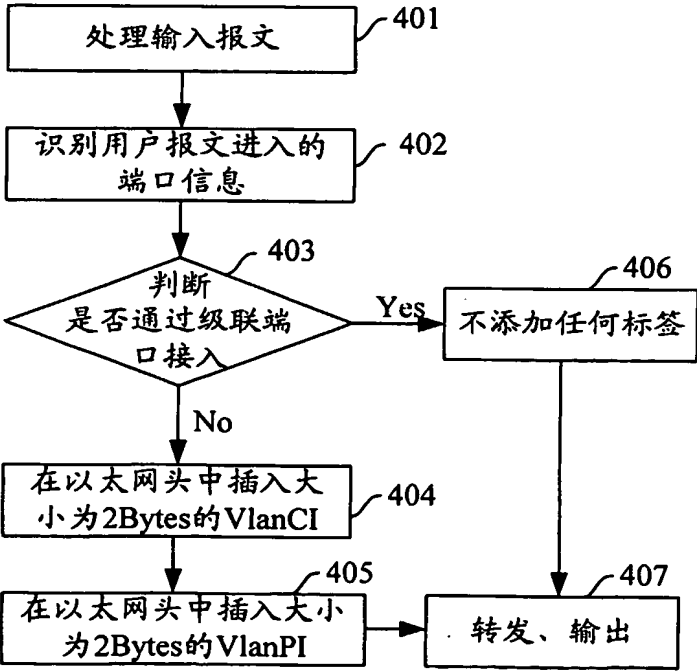 处理输入报文
401
识别用户报文进入的
端口信息
402
判断
是否通过级联端
口接入
403
Yes
不添加任何标签
406
No
在以太网头中插入大
小为2Bytes的VlanCI
404
在以太网头中插入大小
为2Bytes的VlanPI
405
转发、输出
407